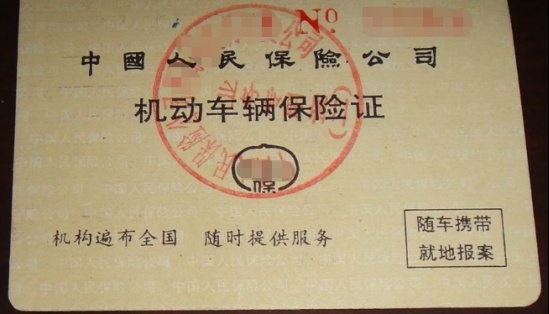 No.
中國人民保險公司
机动车辆保险证
保
机构遍布全国 随时提供服务
随车携带
就地报案